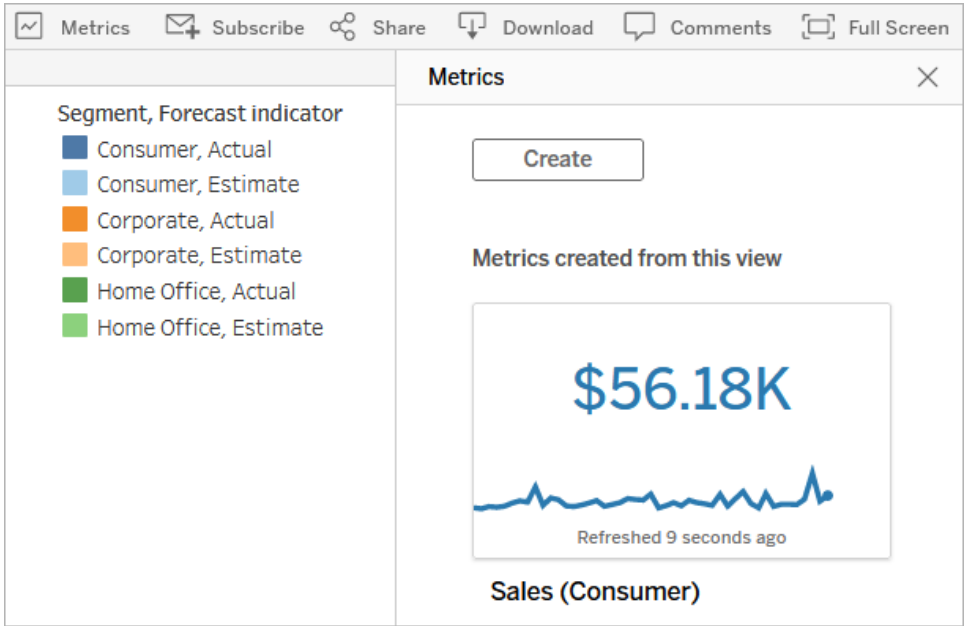 Metrics Subscribe Share Download Comments Full Screen
Segment, Forecast indicator
Consumer, Actual
Consumer, Estimate
Corporate, Actual
Corporate, Estimate
Home Office, Actual
Home Office, Estimate
Metrics
Create
Metrics created from this view
$56.18K
Refreshed 9 seconds ago
Sales (Consumer)